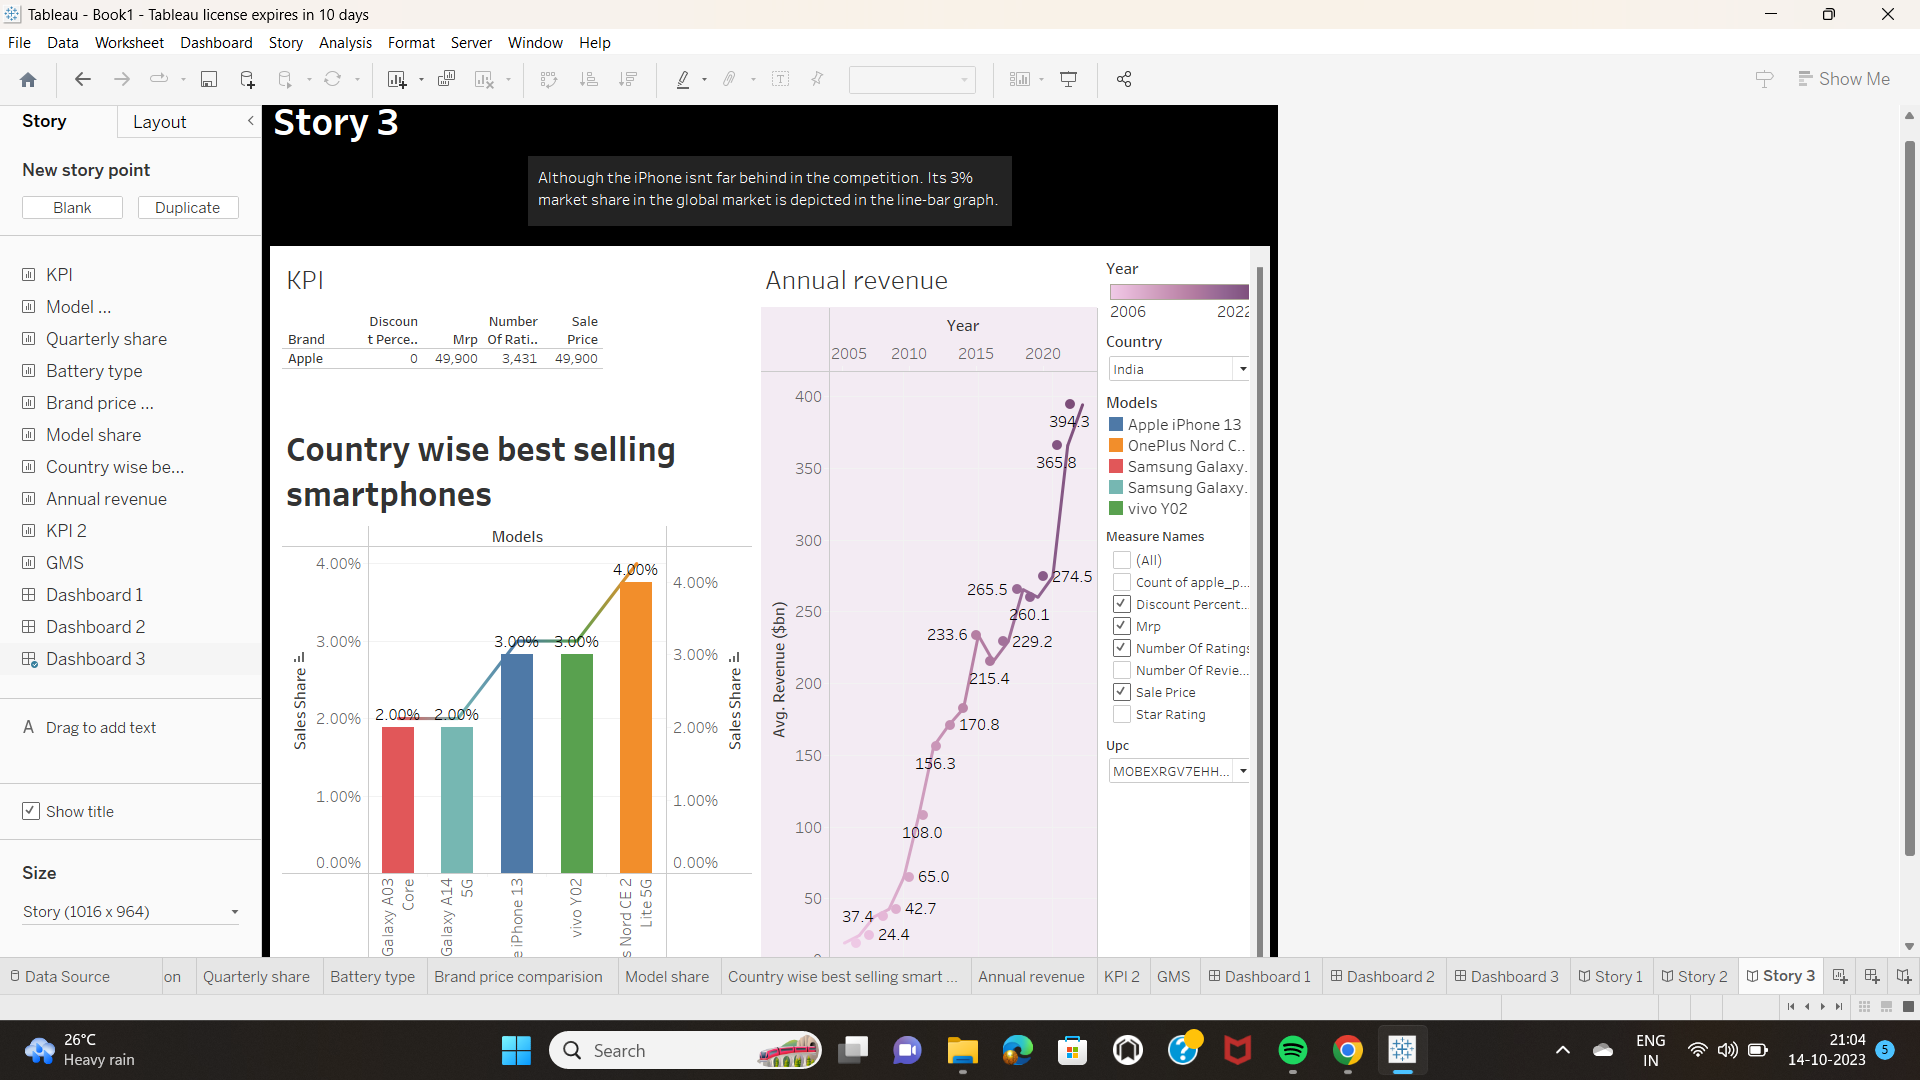 Tableau - Book1 - Tableau license expires in 10 days
File Data Worksheet Dashboard Story Analysis Format Server Window Help
Show Me
Story Layout
New story point
Blank Duplicate
KPI
Model ...
Quarterly share
Battery type
Brand price ...
Model share
Country wise be...
Annual revenue
KPI 2
GMS
Dashboard 1
Dashboard 2
Dashboard 3
A Drag to add text
Show title
Size
Story (1016 x 964)
Story 3
Although the iPhone isnt far behind in the competition. Its 3%
market share in the global market is depicted in the line-bar graph.
KPI
Discoun Number Sale
Brand t Perce.. Mrp Of Rati.. Price
Apple 0 49,900 3,431 49,900
Country wise best selling
smartphones
Models
4.00%
3.00%
2.00%
1.00%
0.00%
Sales Share
2.00% 2.00% 3.00% 3.00% 4.00%
4.00%
3.00%
2.00%
1.00%
0.00%
Sales Share
Galaxy A03
Core
Galaxy A14
5G
e iPhone 13
vivo Y02
s Nord CE 2
Lite 5G
Annual revenue
Year
2005 2010 2015 2020
400
350
300
250
200
150
100
50
Avg. Revenue ($bn)
394.3
365.8
274.5
265.5
260.1
233.6
229.2
215.4
170.8
156.3
108.0
65.0
42.7
37.4
24.4
Year
2006 2022
Country
India
Models
Apple iPhone 13
OnePlus Nord C..
Samsung Galaxy.
Samsung Galaxy.
vivo Y02
Measure Names
(All)
Count of apple_p...
Discount Percent...
Mrp
Number Of Ratings
Number Of Revie...
Sale Price
Star Rating
Upc
MOBEXRGV7EHH...
Data Source on Quarterly share Battery type Brand price comparision Model share Country wise best selling smart ... Annual revenue KPI 2 GMS Dashboard 1 Dashboard 2 Dashboard 3 Story 1 Story 2 Story 3
26°C
Heavy rain
Search
ENG
IN
21:04
14-10-2023
5